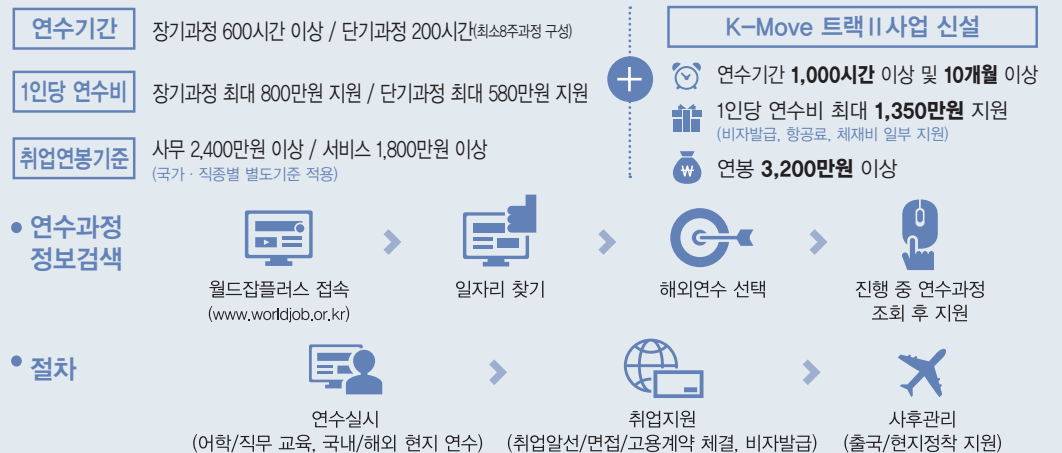 연수기간
장기과정 600시간 이상 / 단기과정 200시간(최소8주과정 구성)
1인당 연수비
장기과정 최대 800만원 지원 / 단기과정 최대 580만원 지원
취업연봉기준
사무 2,400만원 이상 / 서비스 1,800만원 이상
(국가 · 직종별 별도기준 적용)
K-Move 트랙Ⅱ사업 신설
연수기간 1,000시간 이상 및 10개월 이상
1인당 연수비 최대 1,350만원 지원
(비자발급, 항공료, 체재비 일부 지원)
연봉 3,200만원 이상
• 연수과정
정보검색
월드잡플러스 접속
(www.worldjob.or.kr)
일자리 찾기
해외연수 선택
진행 중 연수과정
조회 후 지원
• 절차
연수실시
(어학/직무 교육, 국내/해외 현지 연수)
취업지원
(취업알선/면접/고용계약 체결, 비자발급)
사후관리
(출국/현지정착 지원)